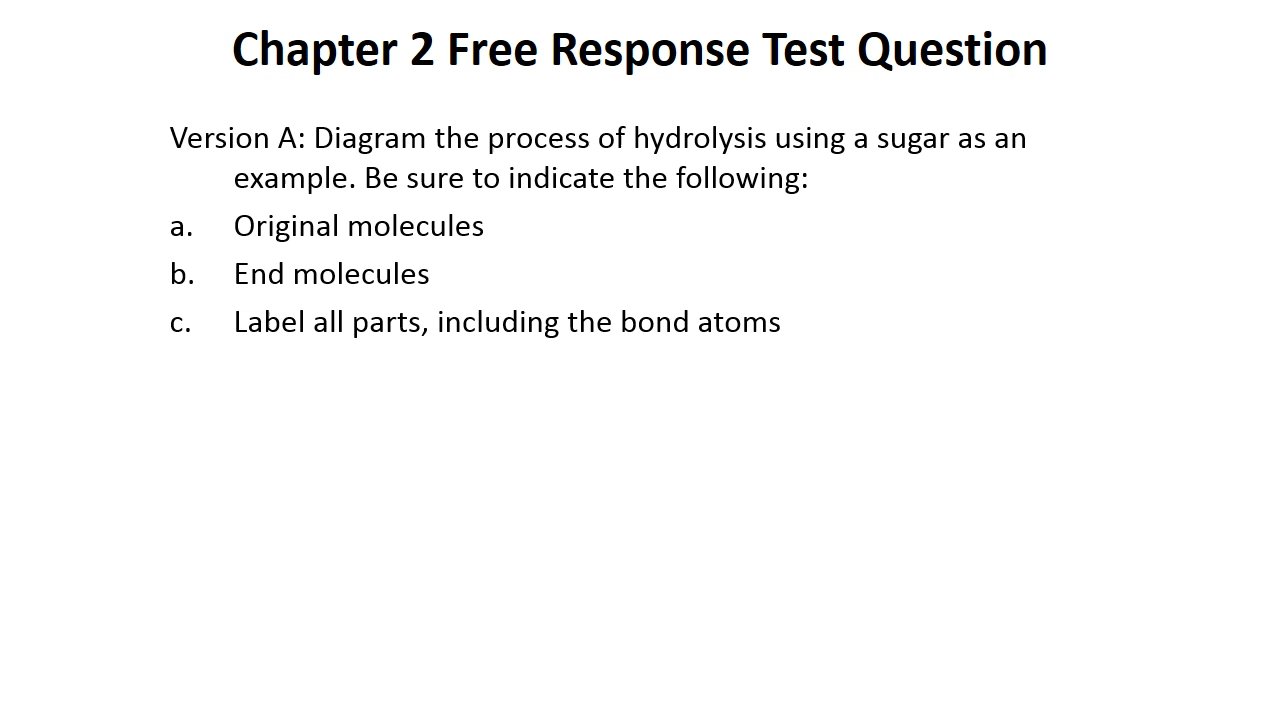 Chapter 2 Free Response Test Question
Version A: Diagram the process of hydrolysis using a sugar as an
example. Be sure to indicate the following:
a. Original molecules
b. End molecules
c. Label all parts, including the bond atoms